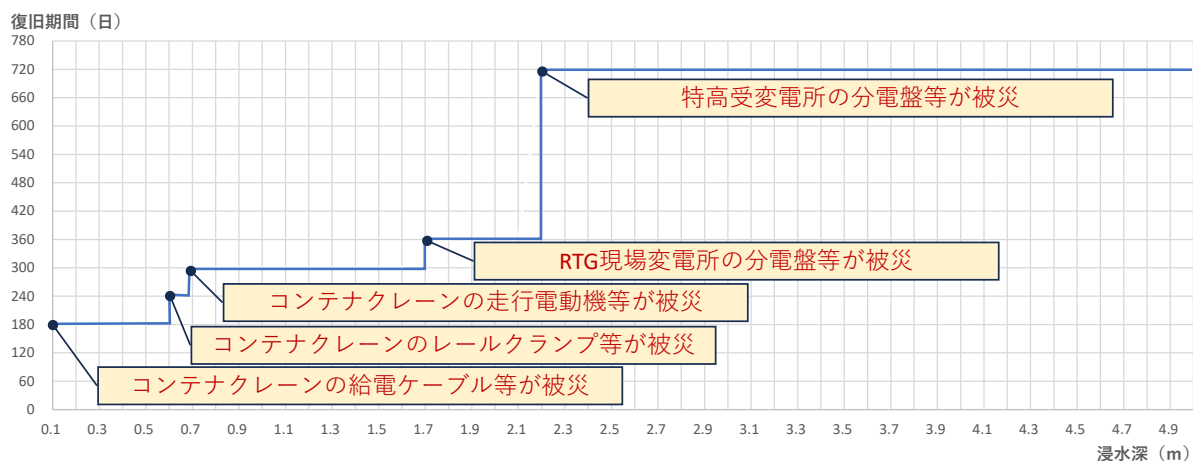 復旧期間（日）
780
720
660
600
540
480
420
360
300
240
180
120
60
0
特高受変電所の分電盤等が被災
RTG現場変電所の分電盤等が被災
コンテナクレーンの走行電動機等が被災
コンテナクレーンのレールクランプ等が被災
コンテナクレーンの給電ケーブル等が被災
0.1 0.3 0.5 0.7 0.9 1.1 1.3 1.5 1.7 1.9 2.1 2.3 2.5 2.7 2.9 3.1 3.3 3.5 3.7 3.9 4.1 4.3 4.5 4.7 4.9
浸水深（m）